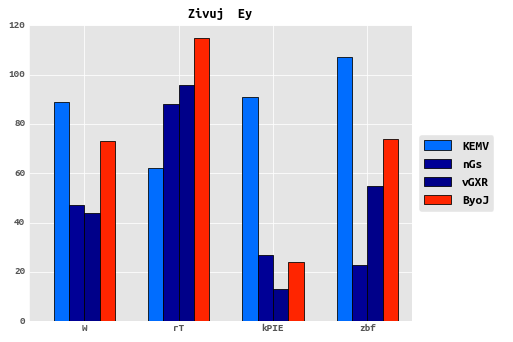 Zivuj  Ey
120
100
80
60
40
20
0
W rT kPIE zbf
KEMV
nGs
vGXR
ByoJ